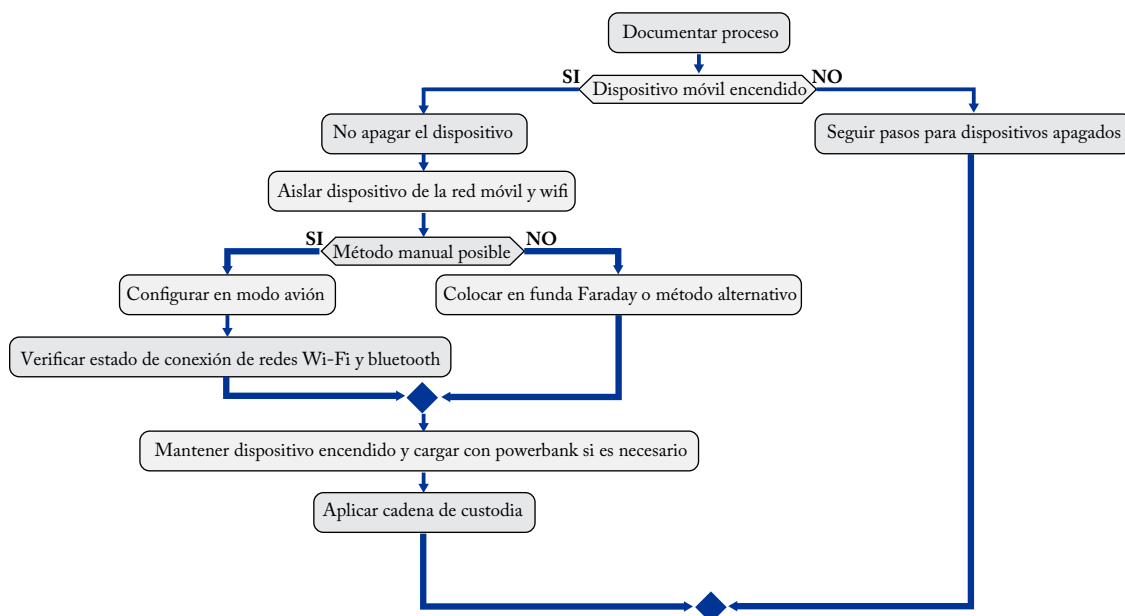 Documentar proceso
SI
NO
Dispositivo móvil encendido
No apagar el dispositivo
Seguir pasos para dispositivos apagados
Aislar dispositivo de la red móvil y wifi
SI
NO
Método manual posible
Configurar en modo avión
Colocar en funda Faraday o método alternativo
Verificar estado de conexión de redes Wi-Fi y bluetooth
Mantener dispositivo encendido y cargar con powerbank si es necesario
Aplicar cadena de custodia